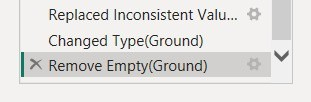 Replaced Inconsistent Valu...
Changed Type(Ground)
Remove Empty(Ground)